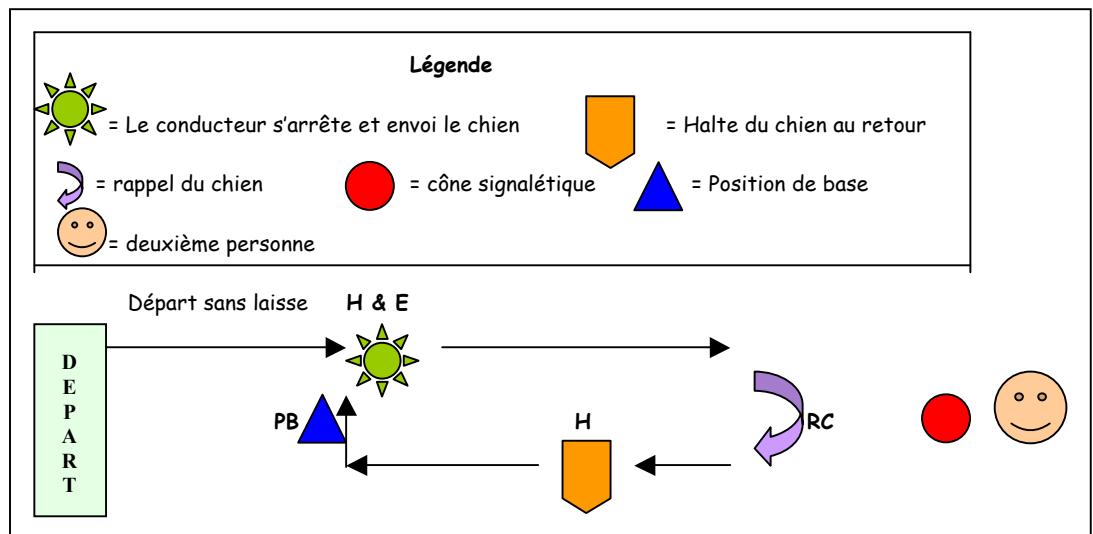 Légende
= Le conducteur s'arrête et envoi le chien
= Halte du chien au retour
= rappel du chien
= cône signalétique
= Position de base
= deuxième personne
Départ sans laisse
H & E
DEPART
PB
H
RC